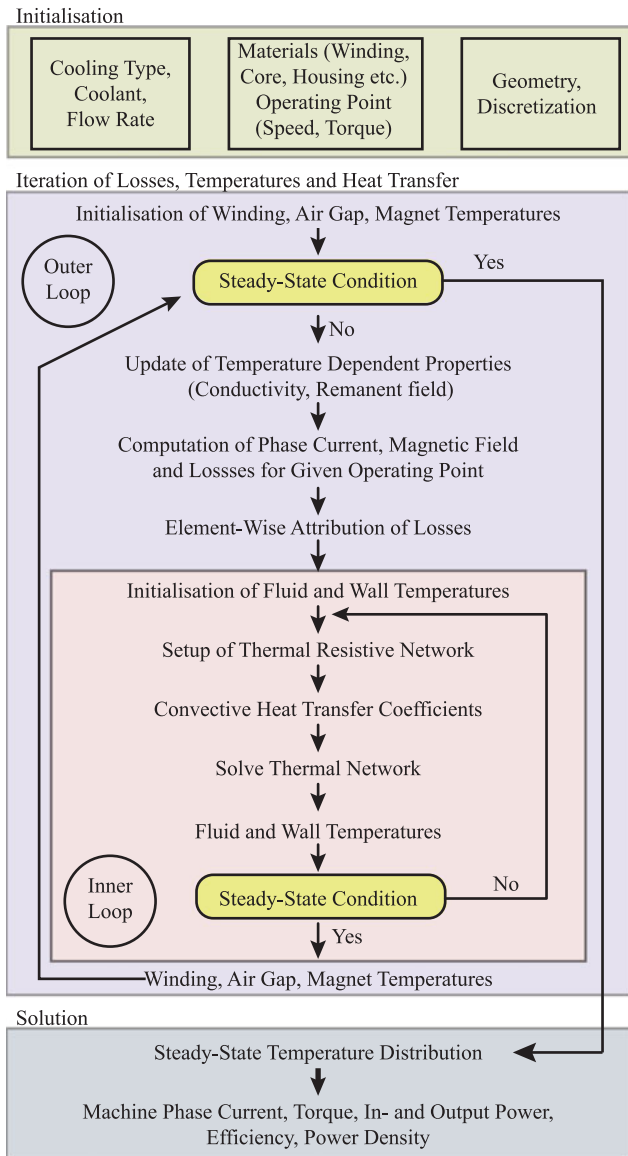 Initialisation
Cooling Type,
Coolant,
Flow Rate
Materials (Winding,
Core, Housing etc.)
Operating Point
(Speed, Torque)
Geometry,
Discretization
Iteration of Losses, Temperatures and Heat Transfer
Initialisation of Winding, Air Gap, Magnet Temperatures
Outer
Loop
Steady-State Condition
Yes
No
Update of Temperature Dependent Properties
(Conductivity, Remanent field)
Computation of Phase Current, Magnetic Field
and Lossses for Given Operating Point
Element-Wise Attribution of Losses
Initialisation of Fluid and Wall Temperatures
Setup of Thermal Resistive Network
Convective Heat Transfer Coefficients
Solve Thermal Network
Fluid and Wall Temperatures
Inner
Loop
Steady-State Condition
No
Yes
Winding, Air Gap, Magnet Temperatures
Solution
Steady-State Temperature Distribution
Machine Phase Current, Torque, In- and Output Power,
Efficiency, Power Density